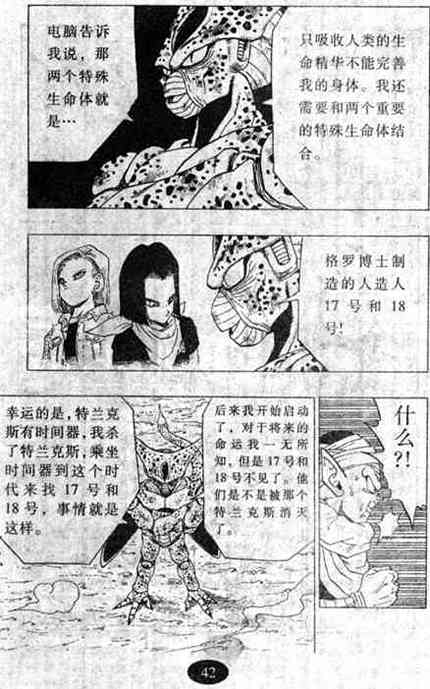 只吸收人类的生
命精华不能完善
我的身体。我还
需要和两个重要
的特殊生命体结
合。
电脑告诉
我说，那
两个特殊
生命体就
是…
格罗博士制
造的人造人
17号和18
号!
什么?!
后来我开始启动
了，对于将来的
命运我一无所
知，但是17号和
18号不见了。他
们是不是被那个
特兰克斯消灭
了。
幸运的是，特兰克
斯有时间器，我杀
了特兰克斯，乘坐
时间器到这个时
代来找17号和
18号，事情就是
这样。
42